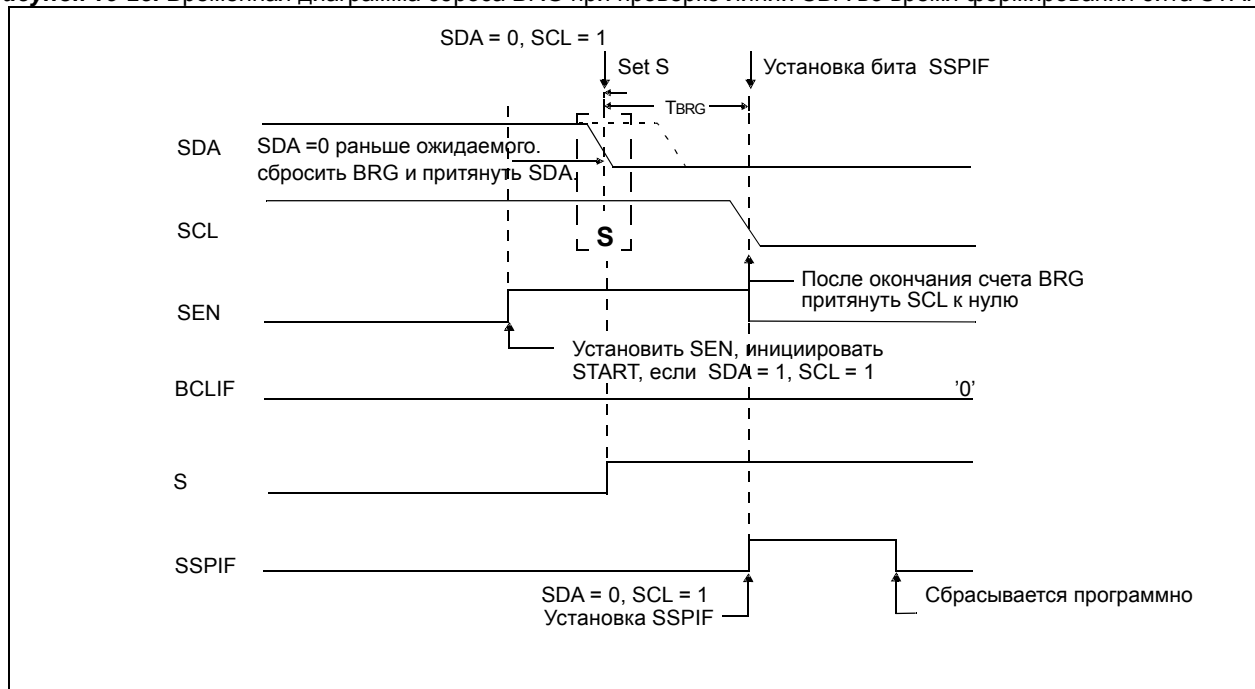 SDA = 0, SCL = 1
Set S
Установка бита SSPIF
TBRG
SDA
SDA =0 раньше ожидаемого.
сбросить BRG и притянуть SDA.
SCL
S
После окончания счета BRG
притянуть SCL к нулю
SEN
Установить SEN, инициировать
START, если SDA = 1, SCL = 1
BCLIF
'0'
S
SSPIF
SDA = 0, SCL = 1
Установка SSPIF
Сбрасывается программно